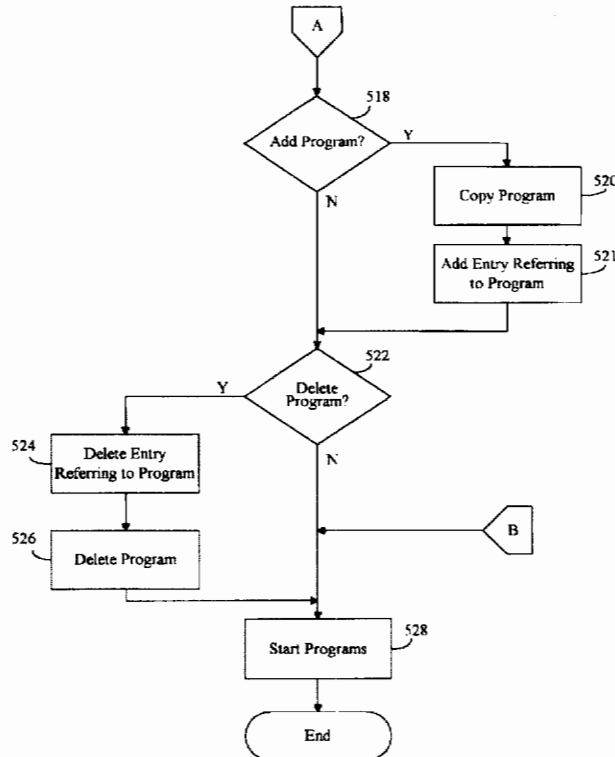 A
518
Add Program?
Y
N
Copy Program
520
Add Entry Referring
to Program
521
522
Delete
Program?
Y
N
524
Delete Entry
Referring to Program
B
526
Delete Program
528
Start Programs
End